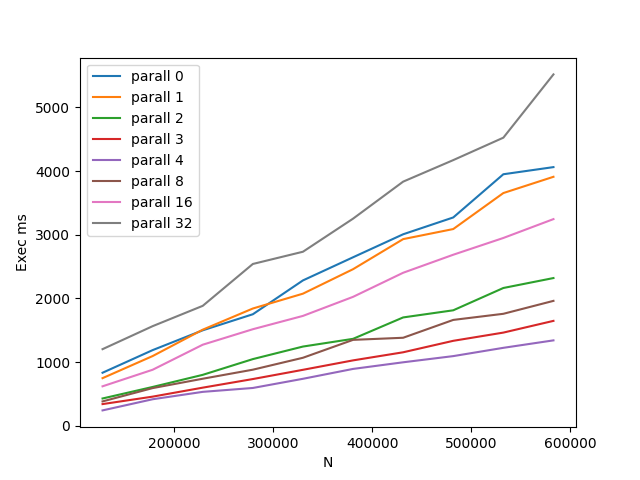 parall 0
parall 1
parall 2
parall 3
parall 4
parall 8
parall 16
parall 32
5000
4000
3000
2000
1000
0
Exec ms
200000 300000 400000 500000 600000
N